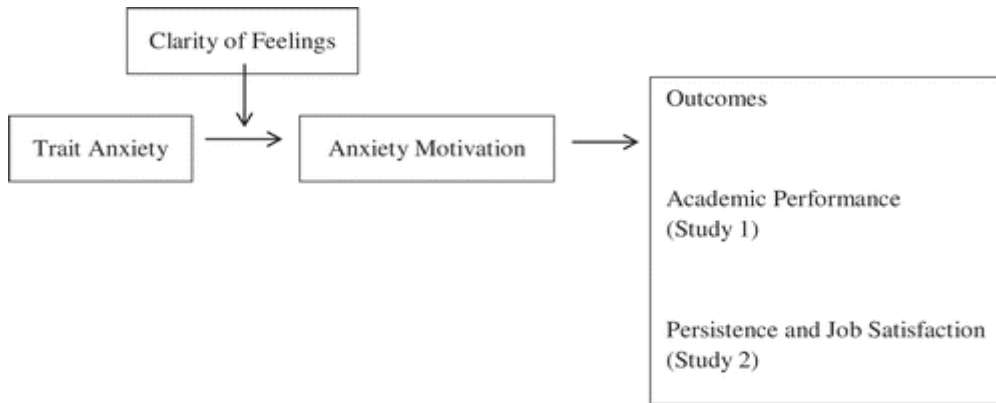 Clarity of Feelings
Trait Anxiety
Anxiety Motivation
Outcomes
Academic Performance
(Study 1)
Persistence and Job Satisfaction
(Study 2)